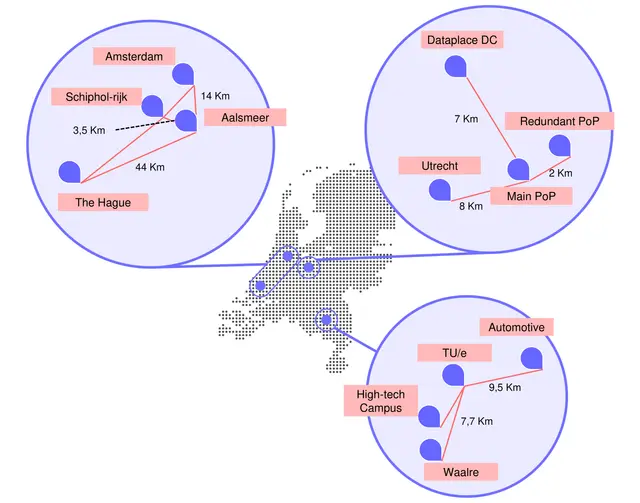 Amsterdam
14 Km
Schiphol-rijk
Aalsmeer
3,5 Km
44 Km
The Hague
Dataplace DC
7 Km
Redundant PoP
Utrecht
2 Km
Main PoP
8 Km
Automotive
TU/e
9,5 Km
High-tech
Campus
7,7 Km
Waalre